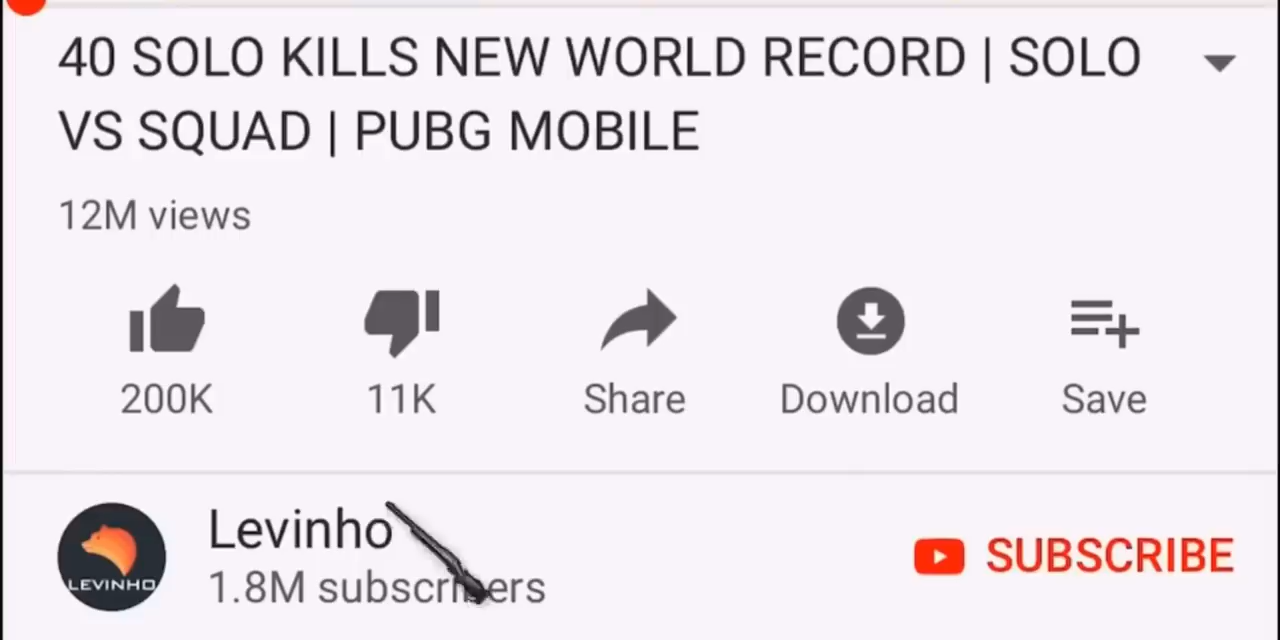 40 SOLO KILLS NEW WORLD RECORD | SOLO
VS SQUAD | PUBG MOBILE
12M views
200K 11K Share Download Save
Levinho
1.8M subscribers
LEVINHO
SUBSCRIBE